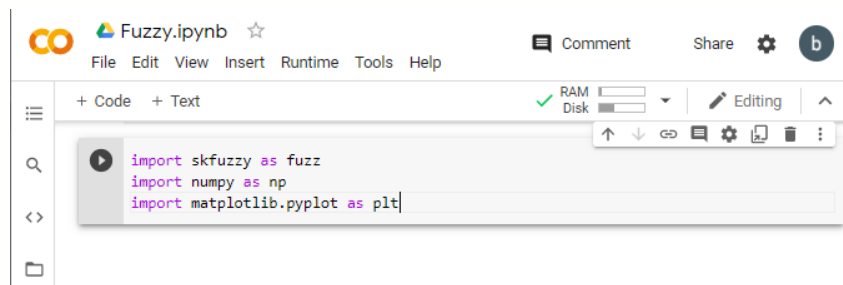 Fuzzy.ipynb
Comment
Share
b
File Edit View Insert Runtime Tools Help
+ Code + Text
RAM
Disk
Editing
import skfuzzy as fuzz
import numpy as np
import matplotlib.pyplot as plt